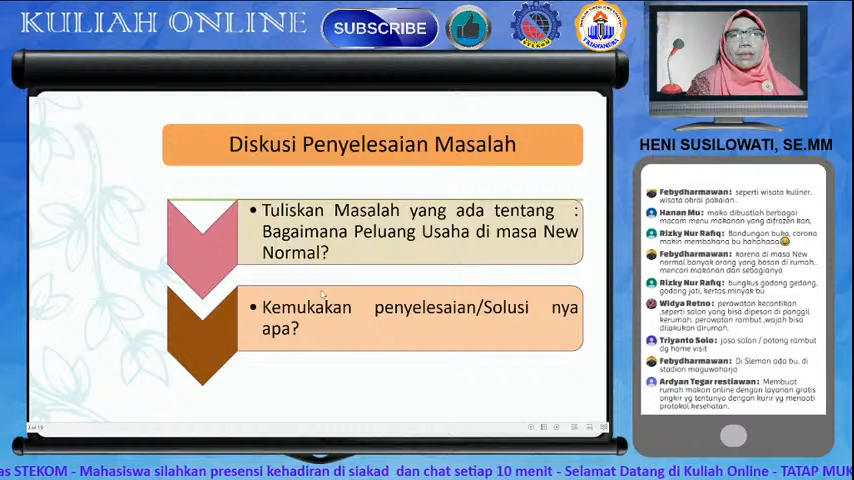 KULIAH ONLINE
SUBSCRIBE
STEKOM
HENI SUSILOWATI, SE.MM
Diskusi Penyelesaian Masalah
• Tuliskan Masalah yang ada tentang :
Bagaimana Peluang Usaha di masa New
Normal?
• Kemukakan penyelesaian/Solusi nya
apa?
Febydharmawan: seperti wisata kuliner..
wisata obral pakaian..
Hanan Mu: maka dibuatlah berbagai
macam menu makanan yang difrozen kan,
Rizky Nur Rafiq: Bandungan buka, corona
makin membahana bu hahahaaa
Febydharmawan: karena di masa New
normal banyak orang yang bosan di rumah..
mencari makanan dan sebagianya
Rizky Nur Rafiq: bungkus godong gedang,
godong jati, kertas minyak bu
Widya Retno: perawatan kecantikan
,seperti salon yang bisa dipesan di panggil
kerumah, perawatan rambut ,wajah bisa
dilakukan dirumah.
Triyanto Solo: jasa salon / potong rambut
dg home visit
Febydharmawan: Di Sleman ada bu, di
stadion maguwoharjo
Ardyan Tegar restiawan: Membuat
rumah makan online dengan layanan gratis
ongkir yg tentunya dengan kurir yg menaati
protokol kesehatan.
as STEKOM - Mahasiswa silahkan presensi kehadiran di siakad dan chat setiap 10 menit - Selamat Datang di Kuliah Online - TATAP MUK